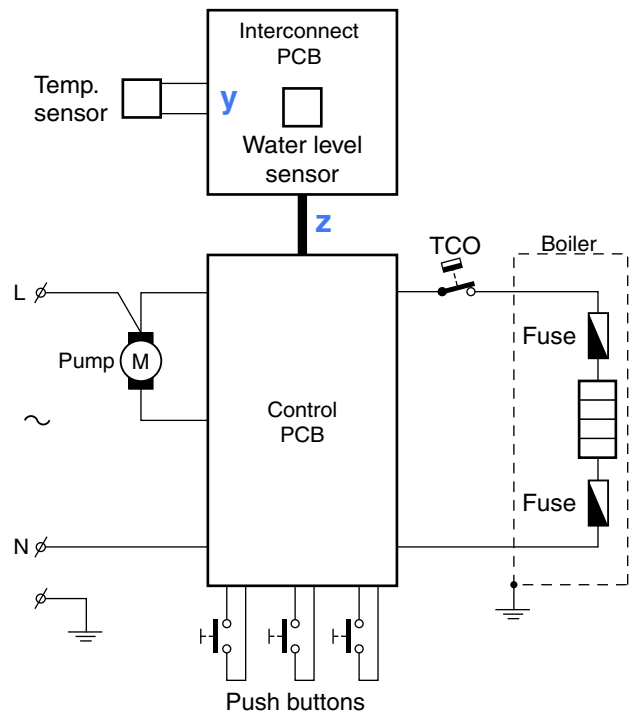 Interconnect
PCB
Temp.
sensor
y
Water level
sensor
z
TCO
Boiler
L
Fuse
Pump
M
Control
PCB
Fuse
N
Push buttons